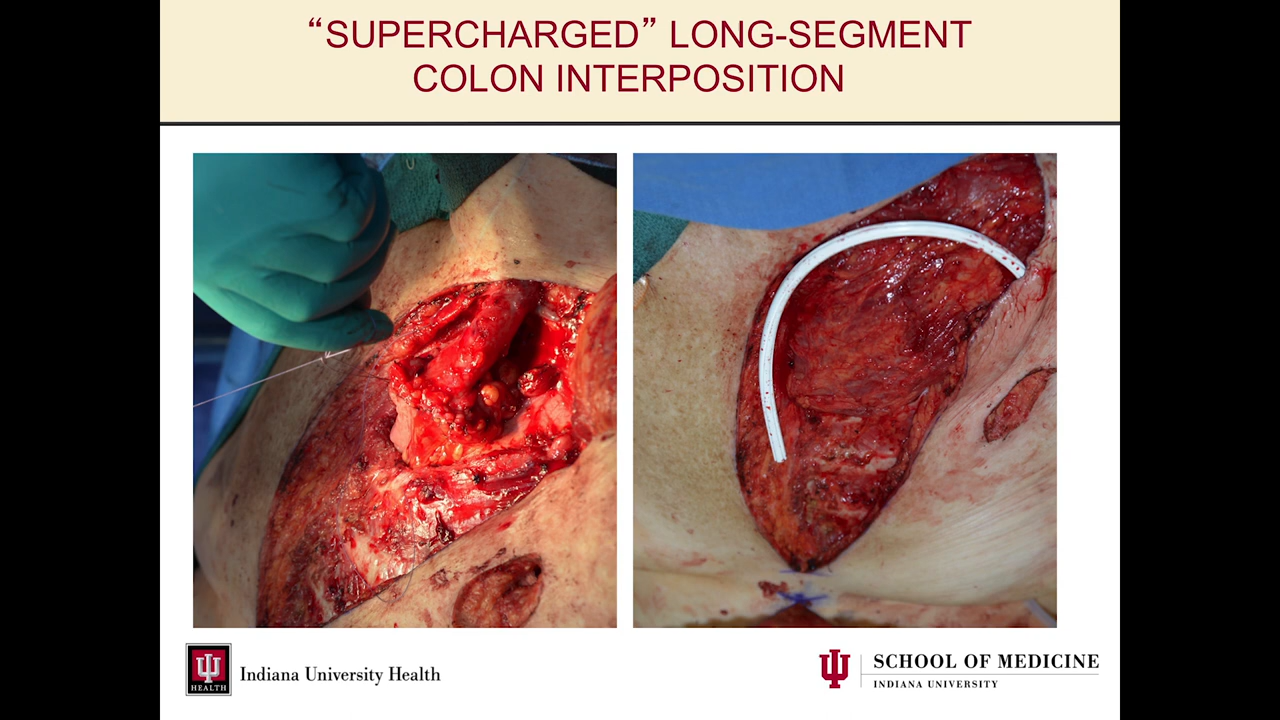 “SUPERCHARGED” LONG-SEGMENT
COLON INTERPOSITION
HEALTH
Indiana University Health
SCHOOL OF MEDICINE
INDIANA UNIVERSITY